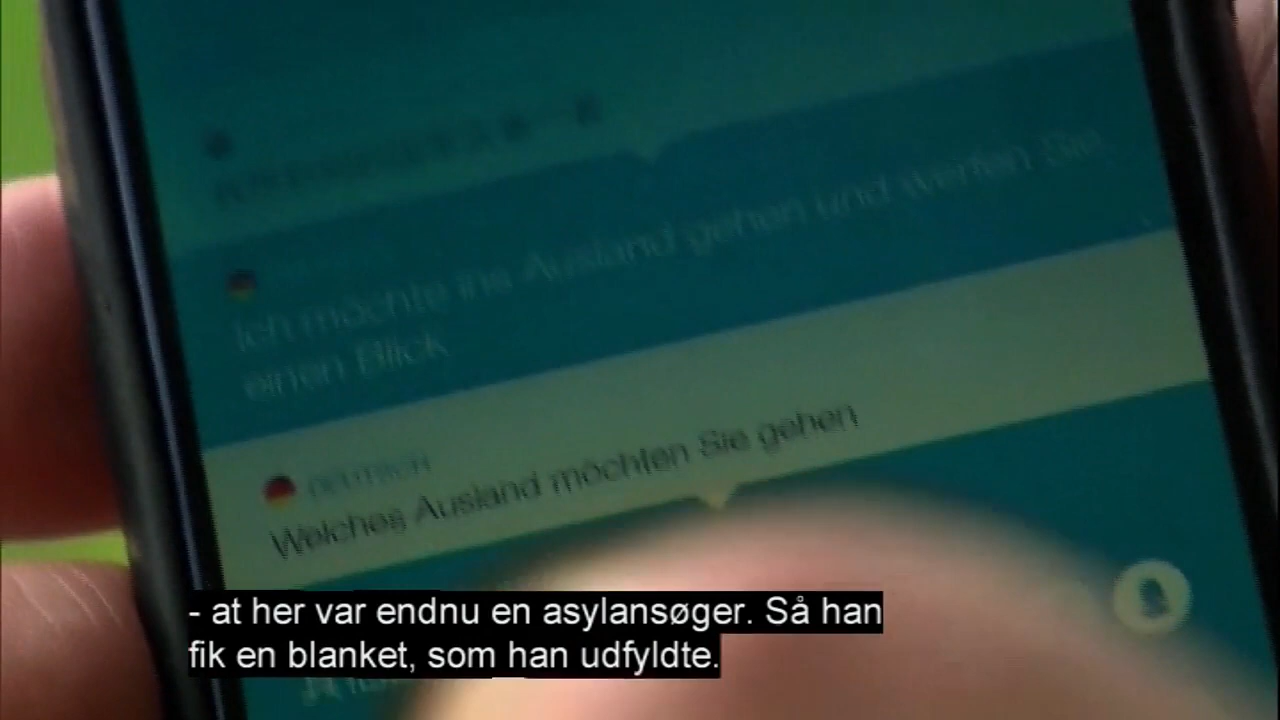 Ich möchte ins Ausland gehen und werfen Sie
einen Blick
DEUTSCH
Welches Ausland möchten Sie gehen
- at her var endnu en asylansøger. Så han
fik en blanket, som han udfyldte.